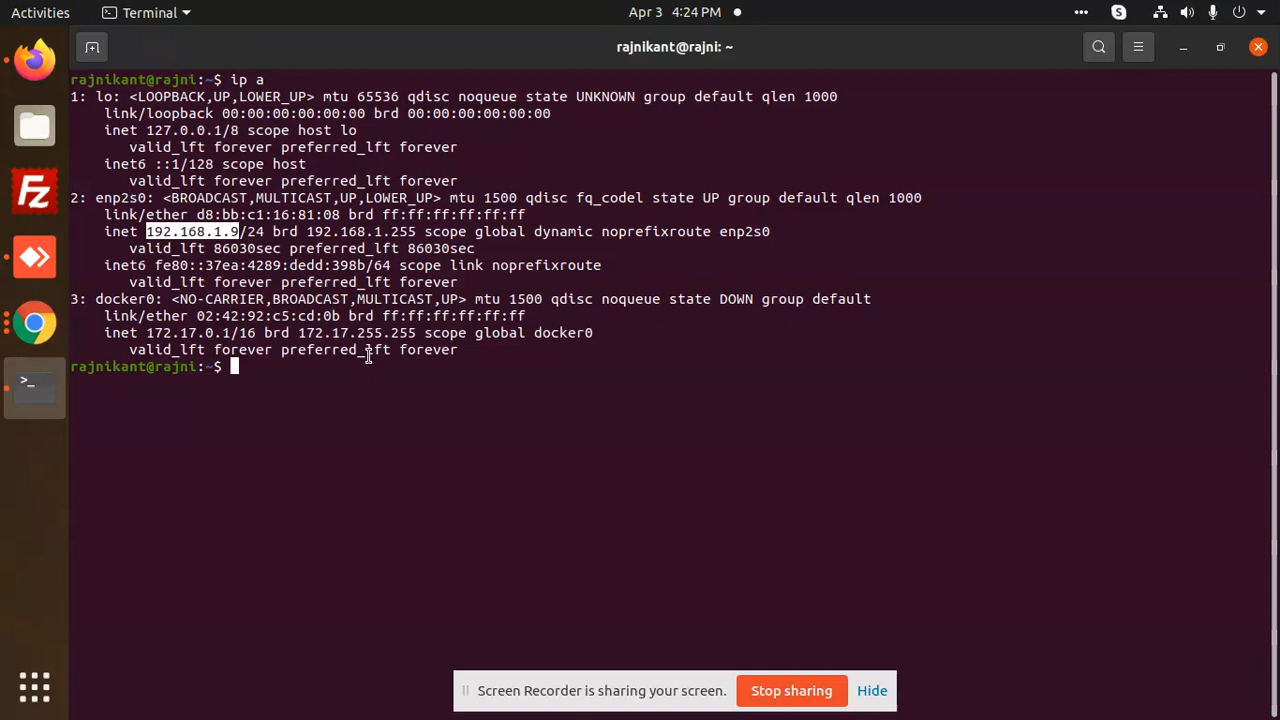 Activities Terminal Apr 3 4:24 PM
rajnikant@rajni: ~
rajnikant@rajni:~$ ip a
1: lo: <LOOPBACK,UP,LOWER_UP> mtu 65536 qdisc noqueue state UNKNOWN group default qlen 1000
link/loopback 00:00:00:00:00:00 brd 00:00:00:00:00:00
inet 127.0.0.1/8 scope host lo
valid_lft forever preferred_lft forever
inet6 ::1/128 scope host
valid_lft forever preferred_lft forever
2: enp2s0: <BROADCAST,MULTICAST,UP,LOWER_UP> mtu 1500 qdisc fq_codel state UP group default qlen 1000
link/ether d8:bb:c1:16:81:08 brd ff:ff:ff:ff:ff:ff
inet 192.168.1.9/24 brd 192.168.1.255 scope global dynamic noprefixroute enp2s0
valid_lft 86030sec preferred_lft 86030sec
inet6 fe80::37ea:4289:dedd:398b/64 scope link noprefixroute
valid_lft forever preferred_lft forever
3: docker0: <NO-CARRIER,BROADCAST,MULTICAST,UP> mtu 1500 qdisc noqueue state DOWN group default
link/ether 02:42:92:c5:cd:0b brd ff:ff:ff:ff:ff:ff
inet 172.17.0.1/16 brd 172.17.255.255 scope global docker0
valid_lft forever preferred_lft forever
rajnikant@rajni:~$
Screen Recorder is sharing your screen. Stop sharing Hide